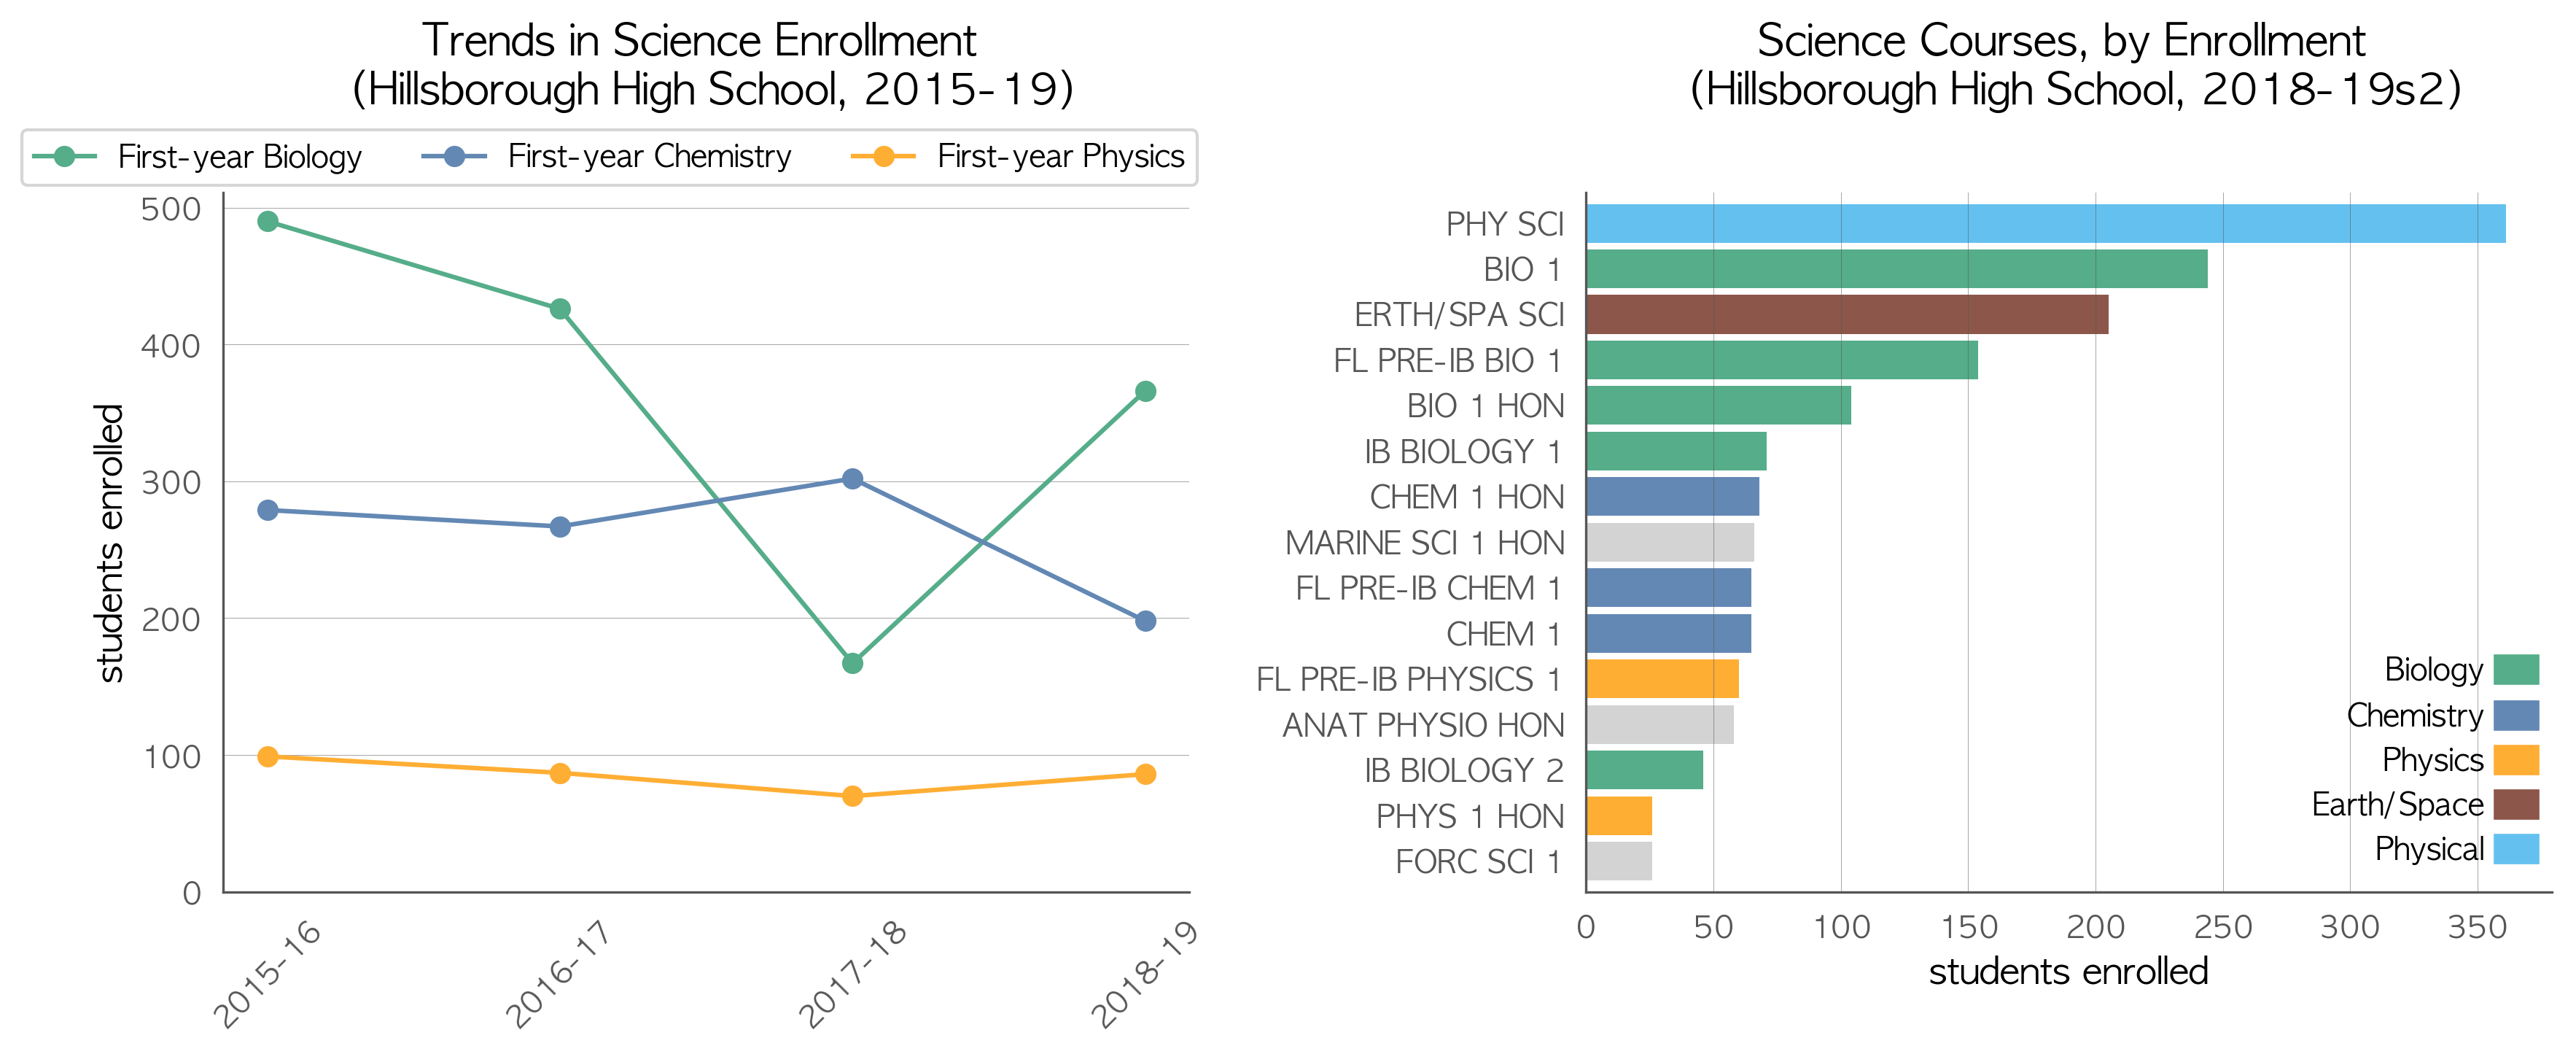 Trends in Science Enrollment
(Hillsborough High School, 2015-19)
First-year Biology
First-year Chemistry
First-year Physics
500
400
300
200
100
0
students enrolled
2015-16
2016-17
2017-18
2018-19
Science Courses, by Enrollment
(Hillsborough High School, 2018-19s2)
PHY SCI
BIO 1
ERTH/SPA SCI
FL PRE-IB BIO 1
BIO 1 HON
IB BIOLOGY 1
CHEM 1 HON
MARINE SCI 1 HON
FL PRE-IB CHEM 1
CHEM 1
FL PRE-IB PHYSICS 1
ANAT PHYSIO HON
IB BIOLOGY 2
PHYS 1 HON
FORC SCI 1
Biology
Chemistry
Physics
Earth/Space
Physical
0
50
100
150
200
250
300
350
students enrolled